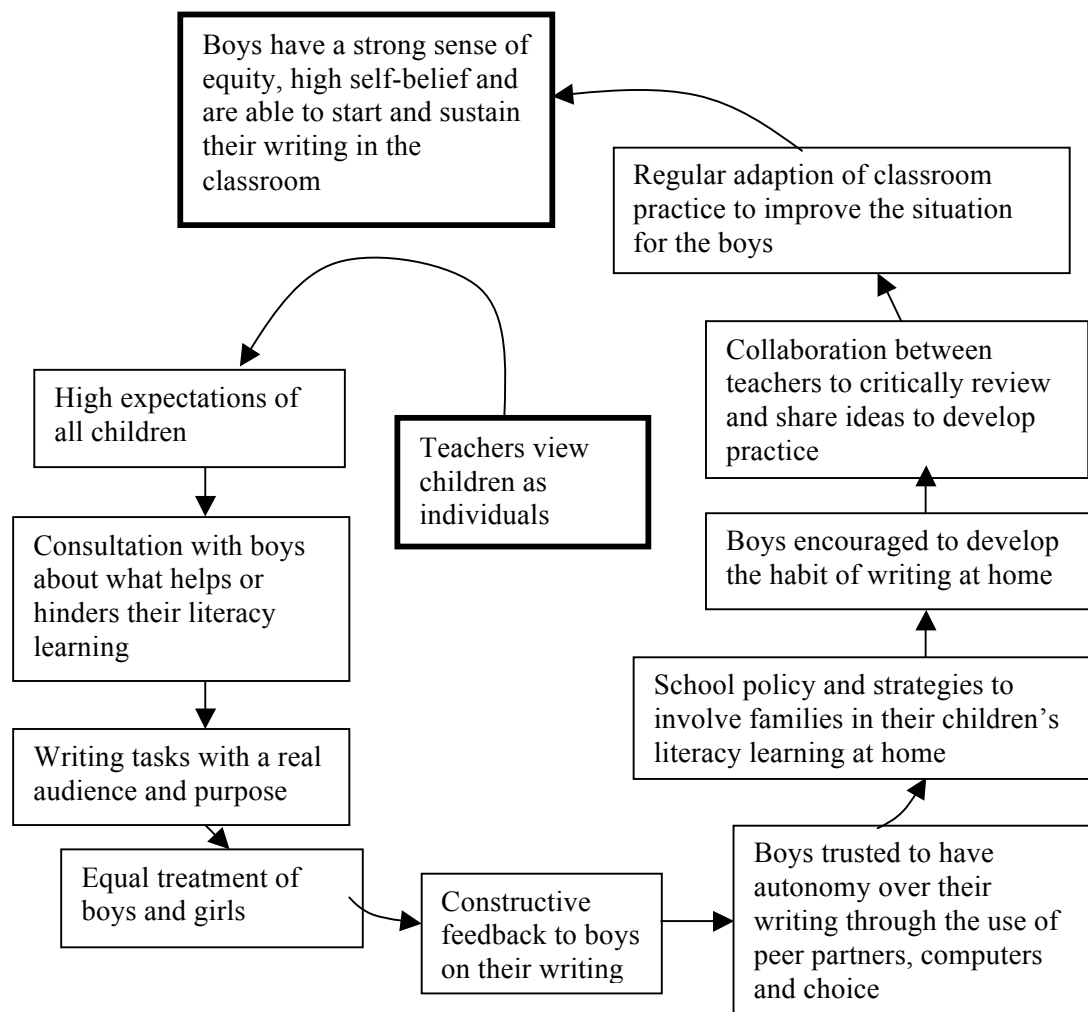 Boys have a strong sense of
equity, high self-belief and
are able to start and sustain
their writing in the
classroom
Regular adaption of classroom
practice to improve the situation
for the boys
Collaboration between
teachers to critically review
and share ideas to develop
practice
High expectations of
all children
Teachers view
children as
individuals
Consultation with boys
about what helps or
hinders their literacy
learning
Boys encouraged to develop
the habit of writing at home
School policy and strategies to
involve families in their children’s
literacy learning at home
Writing tasks with a real
audience and purpose
Equal treatment of
boys and girls
Constructive
feedback to boys
on their writing
Boys trusted to have
autonomy over their
writing through the use of
peer partners, computers
and choice